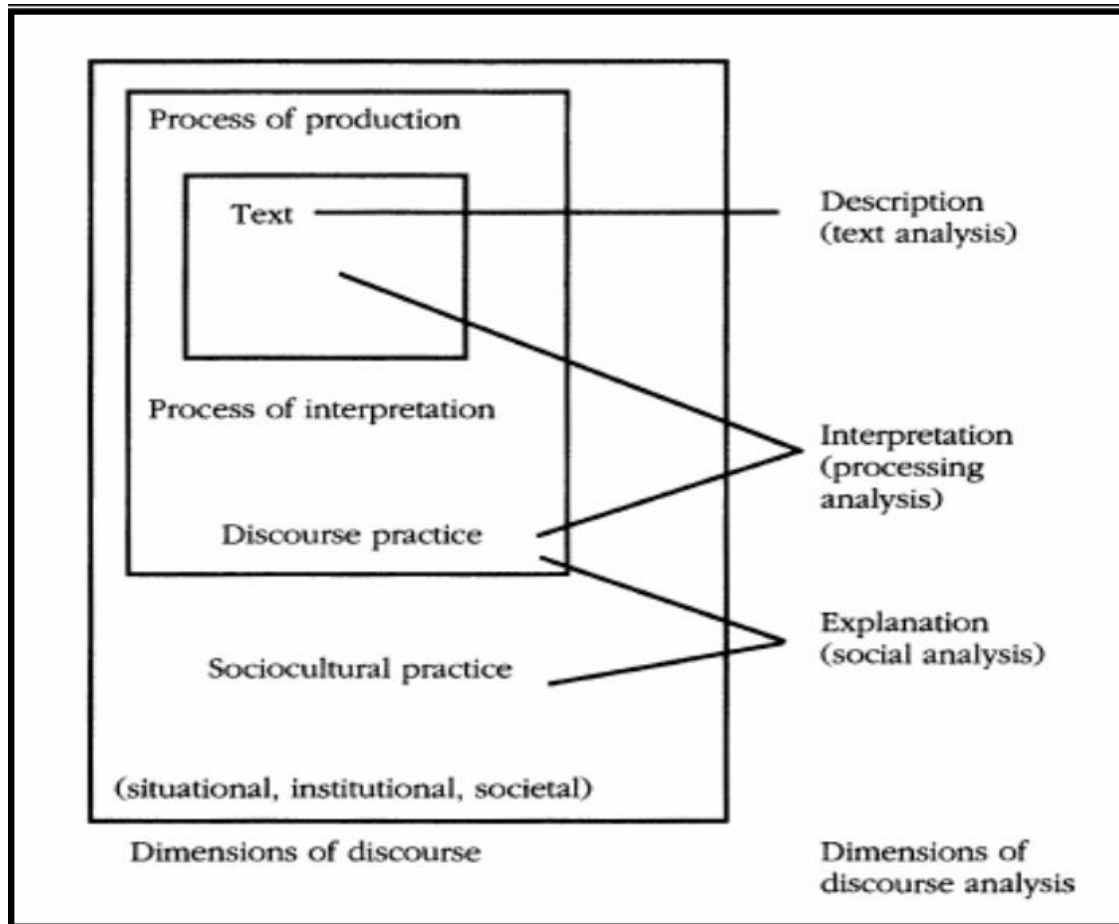 Process of production
Text
Description
(text analysis)
Process of interpretation
Interpretation
(processing
analysis)
Discourse practice
Explanation
(social analysis)
Sociocultural practice
(situational, institutional, societal)
Dimensions of discourse
Dimensions of
discourse analysis